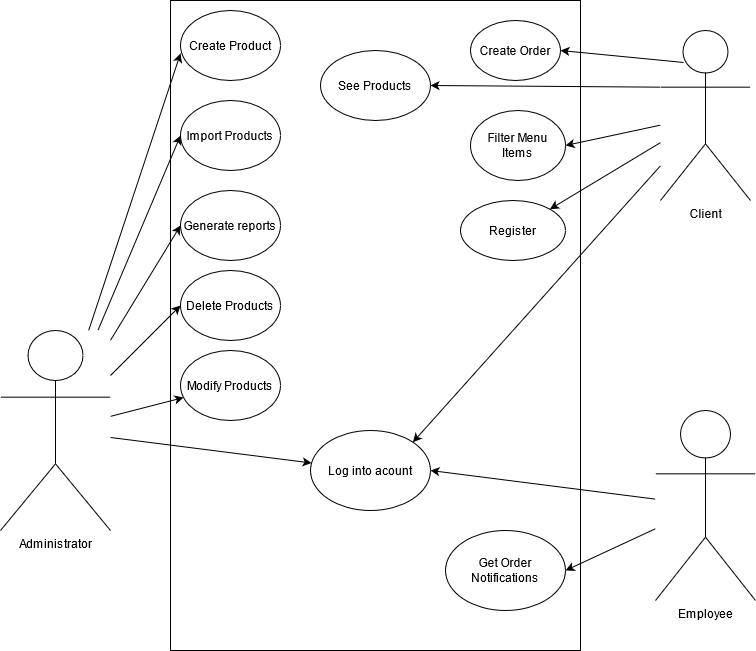 Create Product
Create Order
See Products
Import Products
Filter Menu
Items
Client
Generate reports
Register
Delete Products
Modify Products
Log into acount
Administrator
Get Order
Notifications
Employee